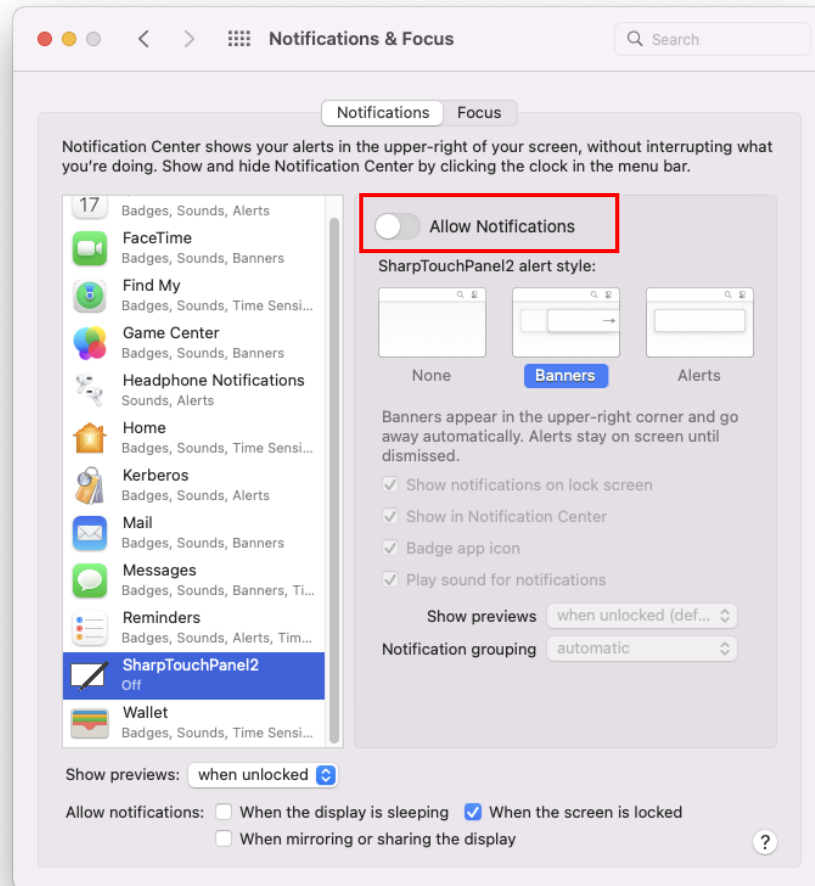 Notifications & Focus
Search
Notifications
Focus
Notification Center shows your alerts in the upper-right of your screen, without interrupting what
you're doing. Show and hide Notification Center by clicking the clock in the menu bar.
17
Badges, Sounds, Alerts
FaceTime
Badges, Sounds, Banners
Find My
Badges, Sounds, Time Sensi...
Game Center
Badges, Sounds, Banners
Headphone Notifications
Sounds, Alerts
Home
Badges, Sounds, Time Sensi...
Kerberos
Badges, Sounds, Alerts
Mail
Badges, Sounds, Banners
Messages
Badges, Sounds, Banners, Ti...
Reminders
Badges, Sounds, Alerts, Tim...
SharpTouchPanel2
Off
Wallet
Badges, Sounds, Time Sensi...
Allow Notifications
SharpTouchPanel2 alert style:
None
Banners
Alerts
Banners appear in the upper-right corner and go
away automatically. Alerts stay on screen until
dismissed.
Show notifications on lock screen
Show in Notification Center
Badge app icon
Play sound for notifications
Show previews when unlocked (def...
Notification grouping automatic
Show previews: when unlocked
Allow notifications: When the display is sleeping When the screen is locked
When mirroring or sharing the display
?